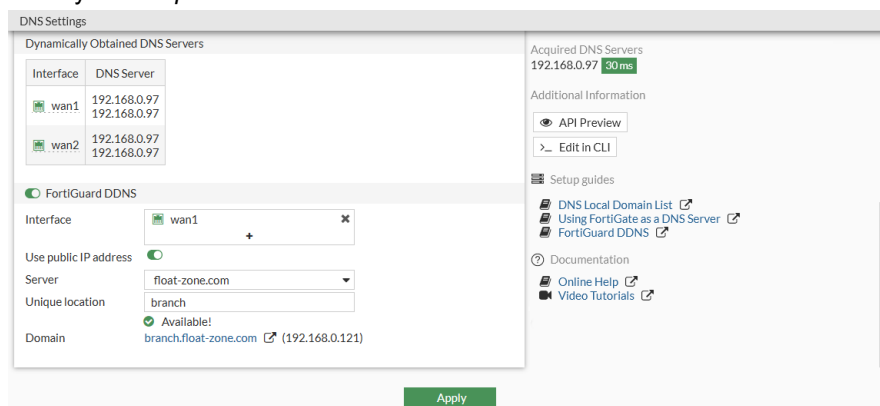 DNS Settings
Dynamically Obtained DNS Servers
Interface DNS Server
wan1 192.168.0.97
192.168.0.97
wan2 192.168.0.97
192.168.0.97
FortiGuard DDNS
Interface wan1
+
Use public IP address
Server float-zone.com
Unique location branch
Available!
Domain branch.float-zone.com (192.168.0.121)
Acquired DNS Servers
192.168.0.97 30 ms
Additional Information
API Preview
>_ Edit in CLI
Setup guides
DNS Local Domain List
Using FortiGate as a DNS Server
FortiGuard DDNS
Documentation
Online Help
Video Tutorials
Apply